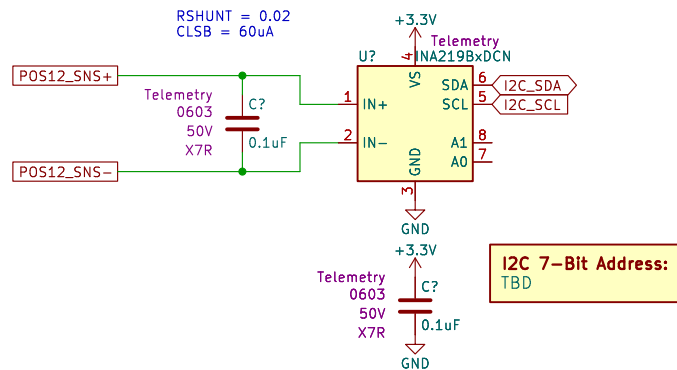 RSHUNT = 0.02
CLSB = 60uA
+3.3V
Telemetry
U?
INA219BxDCN
4
VS
POS12_SNS+
SDA
6
I2C_SDA
Telemetry
C?
1
IN+
SCL
5
I2C_SCL
0603
50V
0.1uF
X7R
2
IN-
A1
8
GND
A0
7
POS12_SNS-
3
GND
+3.3V
I2C 7-Bit Address:
TBD
Telemetry
0603
C?
50V
0.1uF
X7R
GND